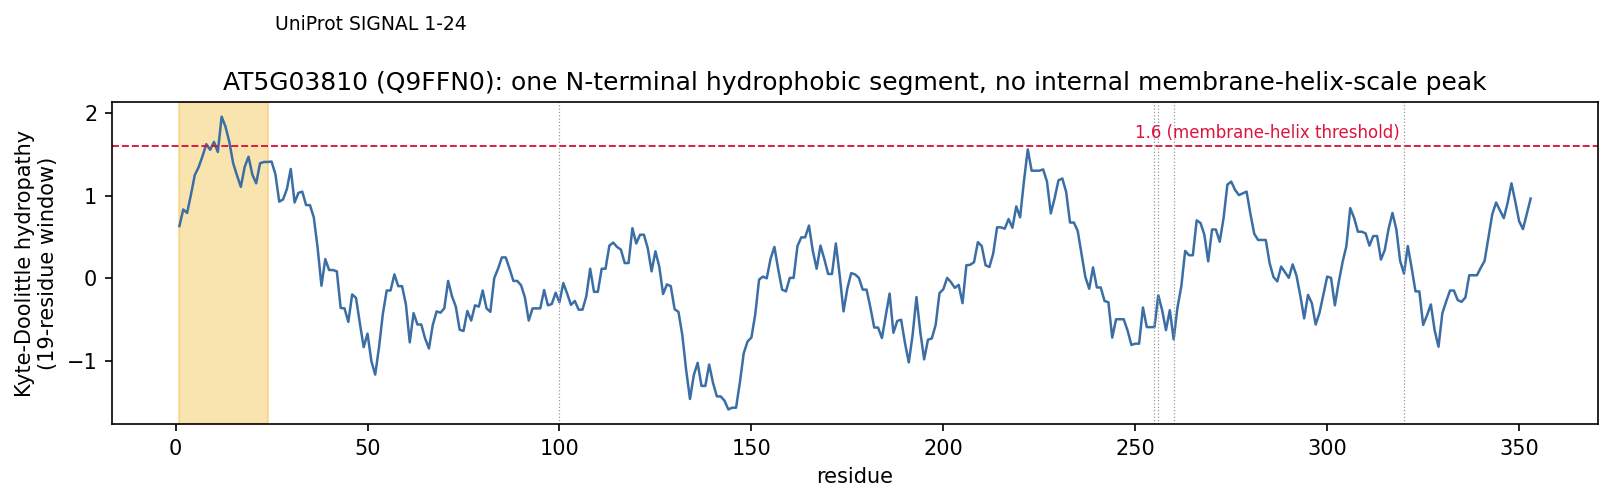 UniProt SIGNAL 1-24
AT5G03810 (Q9FFN0): one N-terminal hydrophobic segment, no internal membrane-helix-scale peak
Kyte-Doolittle hydropathy
(19-residue window)
2
1
0
−1
1.6 (membrane-helix threshold)
0 50 100 150 200 250 300 350
residue